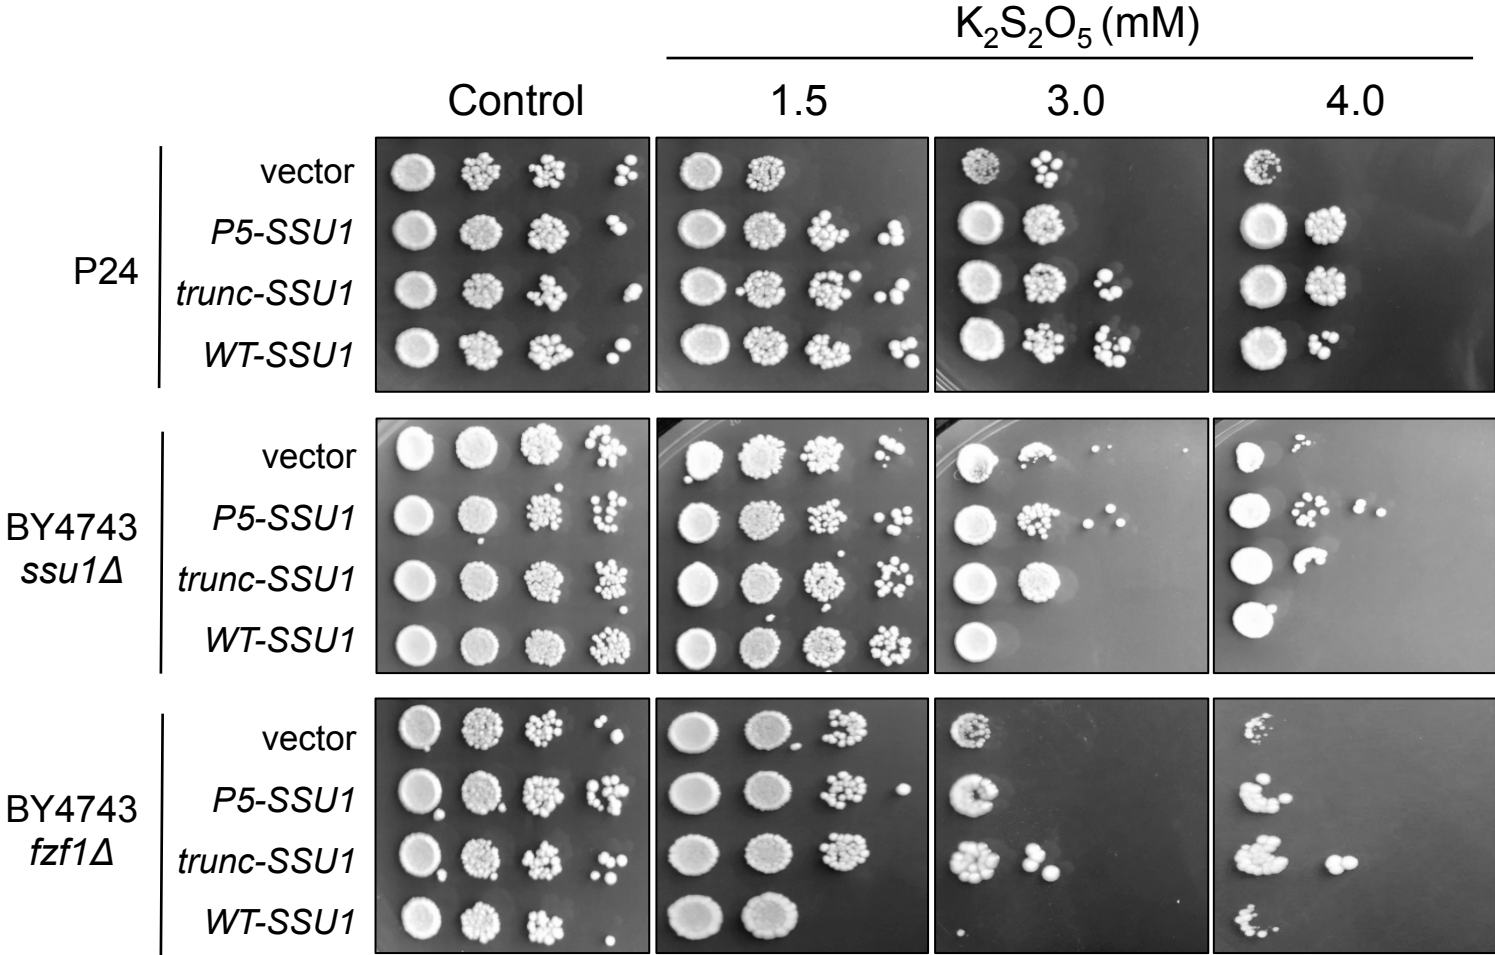 K₂S₂O₅ (mM)
Control 1.5 3.0 4.0
P24
vector
P5-SSU1
trunc-SSU1
WT-SSU1
BY4743
ssu1Δ
vector
P5-SSU1
trunc-SSU1
WT-SSU1
BY4743
fzf1Δ
vector
P5-SSU1
trunc-SSU1
WT-SSU1